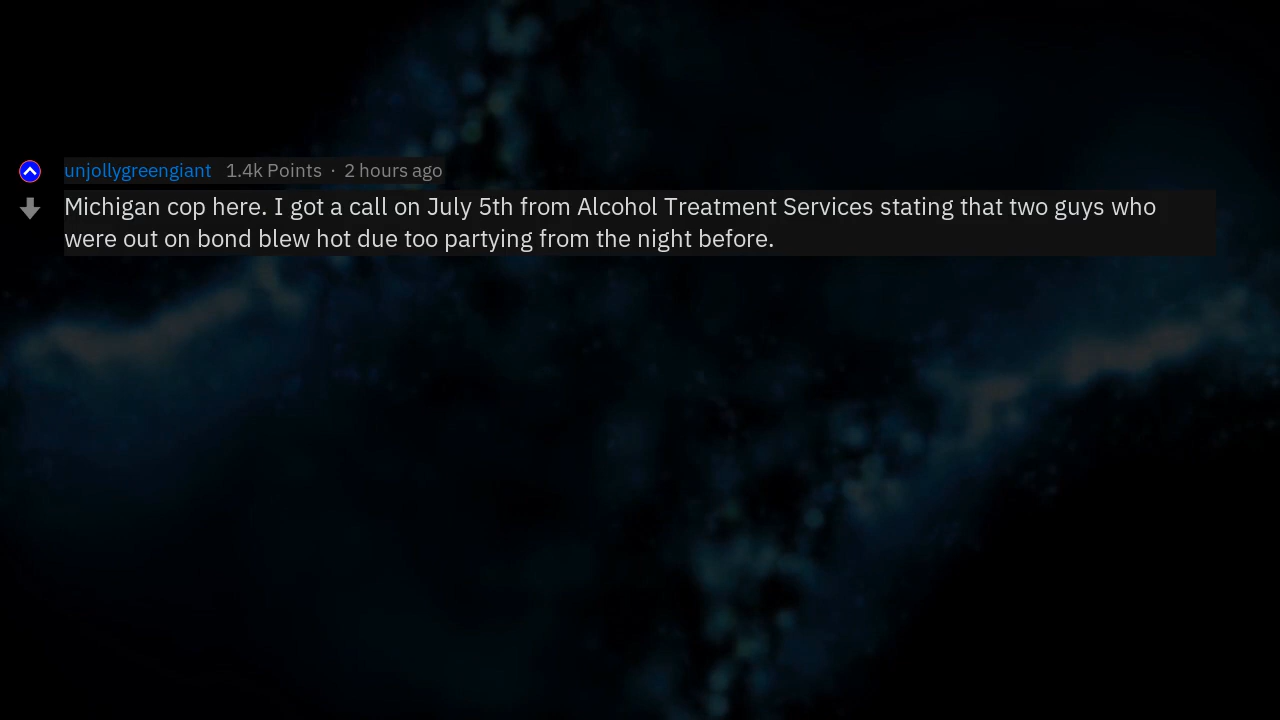 unjollygreengiant 1.4k Points · 2 hours ago
Michigan cop here. I got a call on July 5th from Alcohol Treatment Services stating that two guys who
were out on bond blew hot due too partying from the night before.